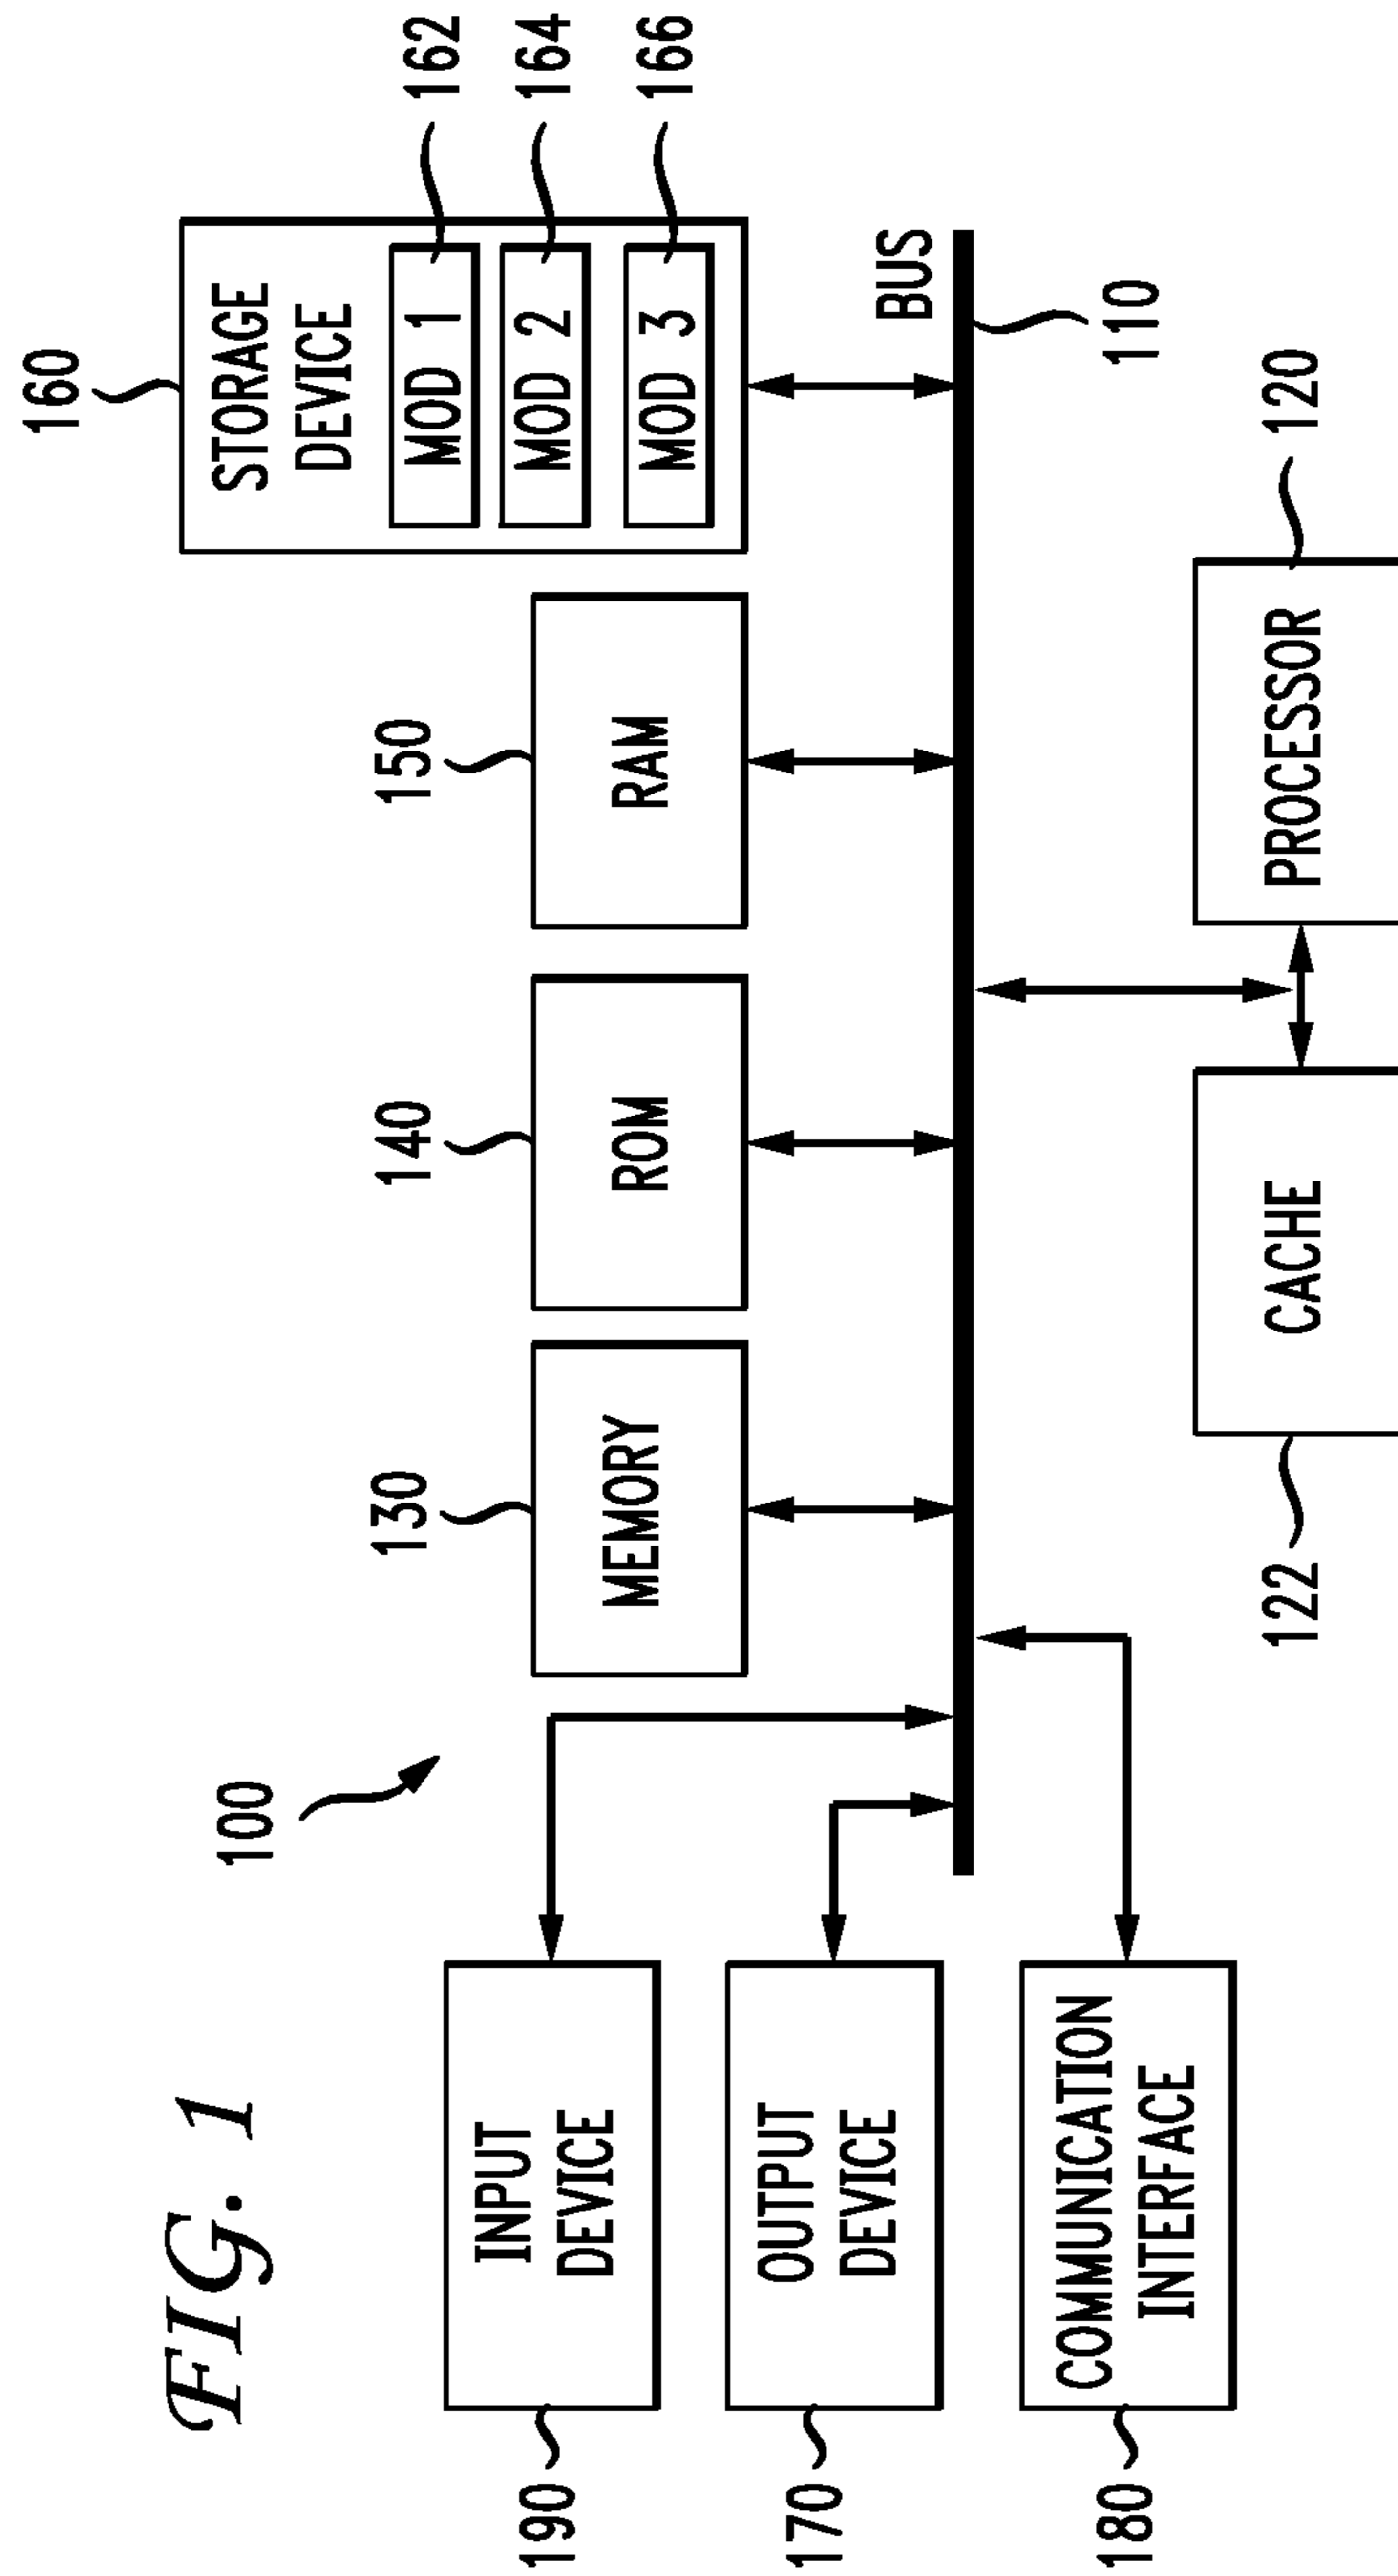 FIG. 1
160
STORAGE
DEVICE
MOD 1
162
MOD 2
164
MOD 3
166
100
130
140
150
190
INPUT
DEVICE
MEMORY
ROM
RAM
170
OUTPUT
DEVICE
BUS
110
180
COMMUNICATION
INTERFACE
122
CACHE
PROCESSOR
120